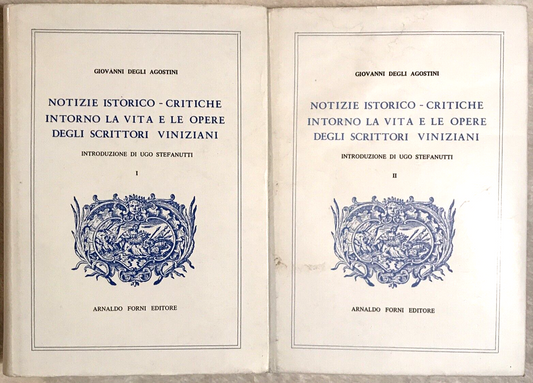 GIOVANNI DEGLI AGOSTINI
NOTIZIE ISTORICO - CRITICHE
INTORNO LA VITA E LE OPERE
DEGLI SCRITTORI VINIZIANI
INTRODUZIONE DI UGO STEFANUTTI
I
ARNALDO FORNI EDITORE
GIOVANNI DEGLI AGOSTINI
NOTIZIE ISTORICO - CRITICHE
INTORNO LA VITA E LE OPERE
DEGLI SCRITTORI VINIZIANI
INTRODUZIONE DI UGO STEFANUTTI
II
ARNALDO FORNI EDITORE